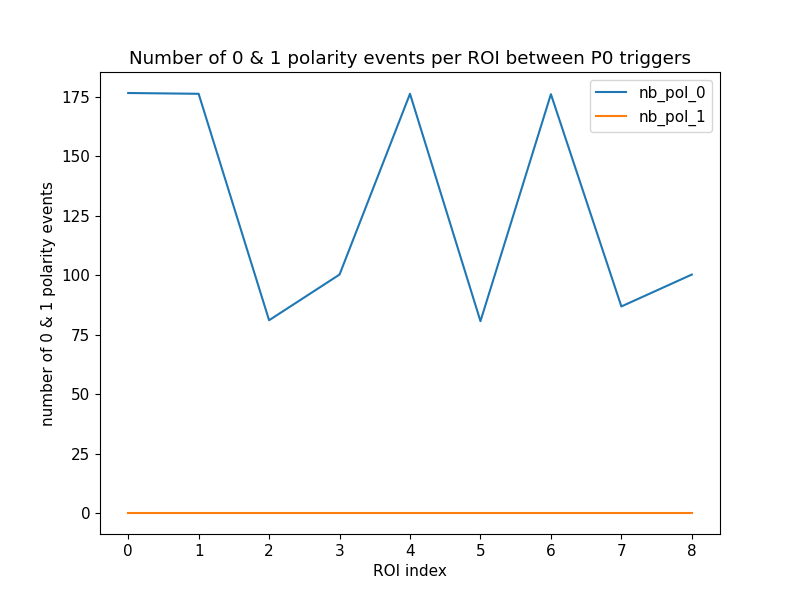 Number of 0 & 1 polarity events per ROI between P0 triggers
nb_pol_0
nb_pol_1
number of 0 & 1 polarity events
175
150
125
100
75
50
25
0
0 1 2 3 4 5 6 7 8
ROI index